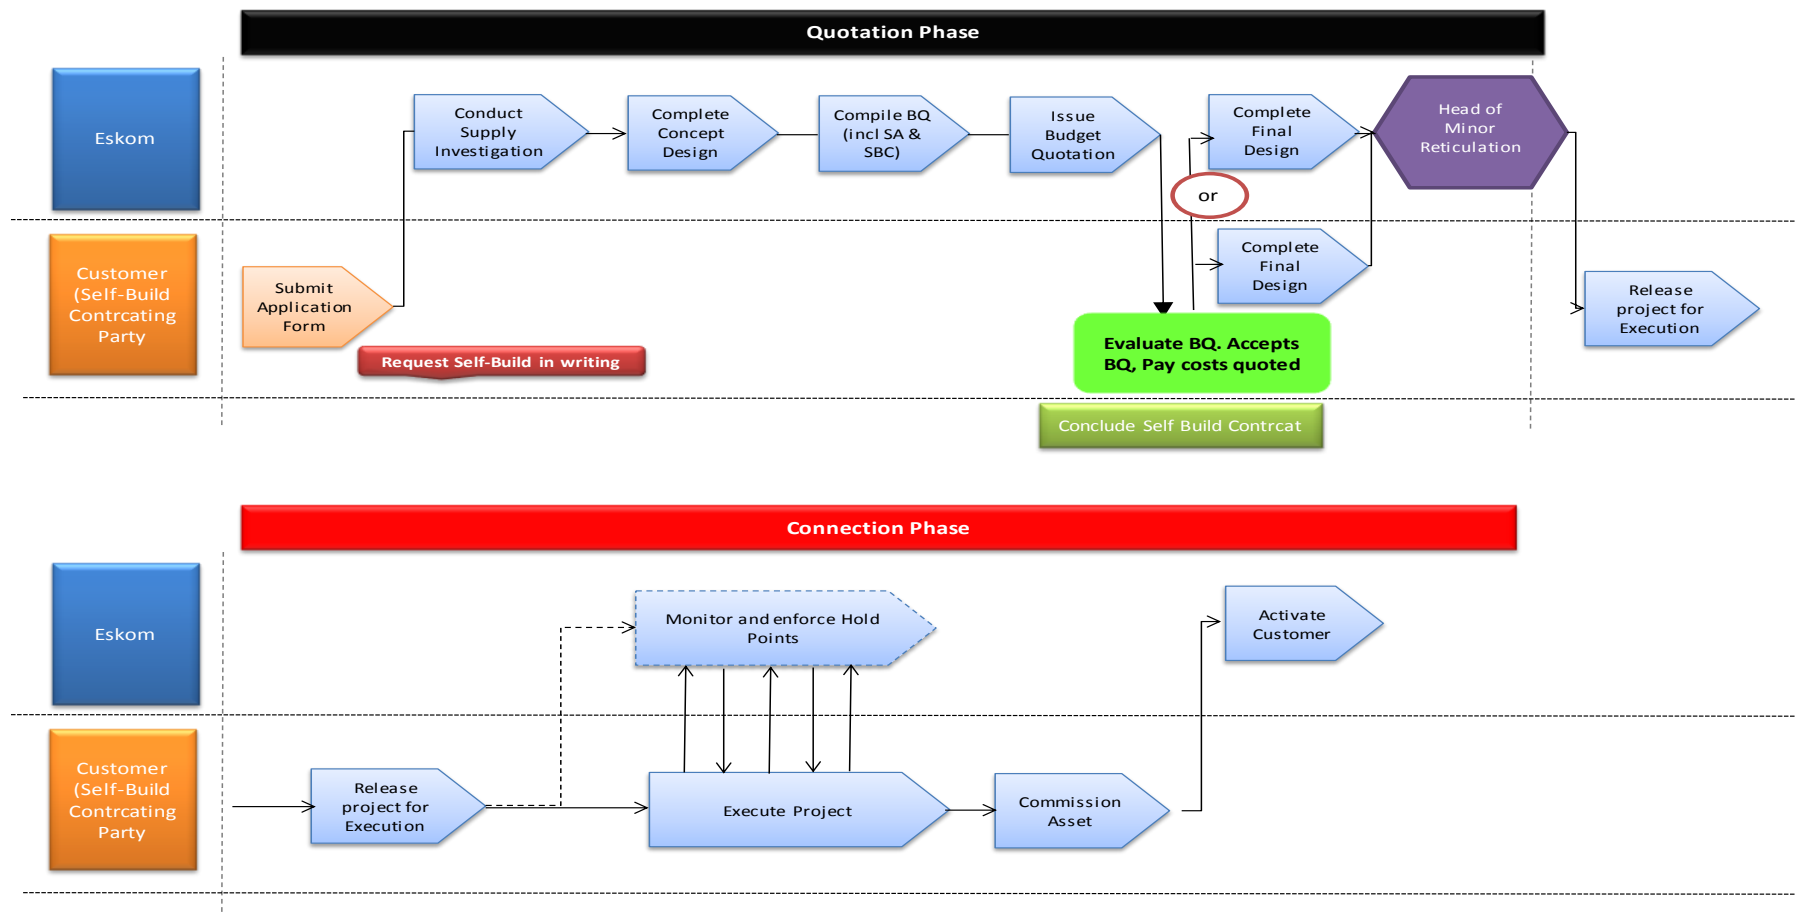 Quotation Phase
Eskom
Conduct
Supply
Investigation
Complete
Concept
Design
Compile BQ
(incl SA &
SBC)
Issue
Budget
Quotation
Complete
Final
Design
Head of
Minor
Reticulation
or
Customer
(Self-Build
Contrcating
Party
Submit
Application
Form
Request Self-Build in writing
Complete
Final
Design
Evaluate BQ. Accepts
BQ, Pay costs quoted
Release
project for
Execution
Conclude Self Build Contrcat
Connection Phase
Eskom
Monitor and enforce Hold
Points
Activate
Customer
Customer
(Self-Build
Contrcating
Party
Release
project for
Execution
Execute Project
Commission
Asset